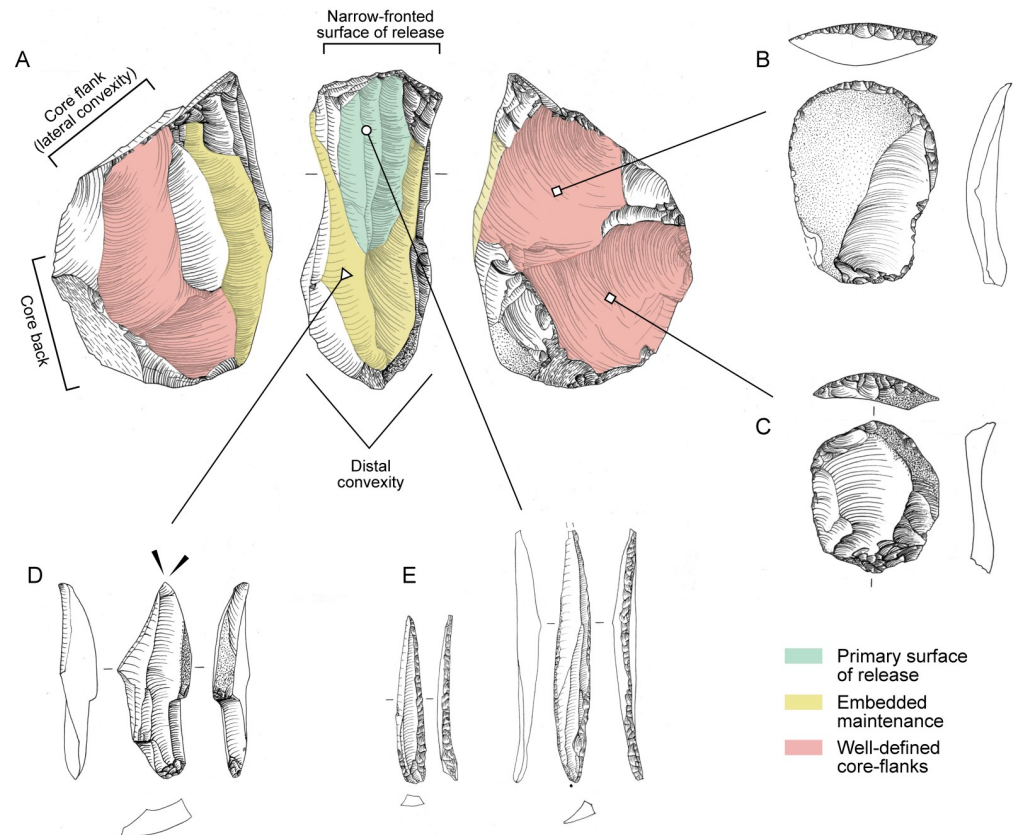 Narrow-fronted
surface of release
A
Core flank
(lateral convexity)
B
Core back
C
Distal
convexity
D
E
Primary surface
of release
Embedded
maintenance
Well-defined
core-flanks